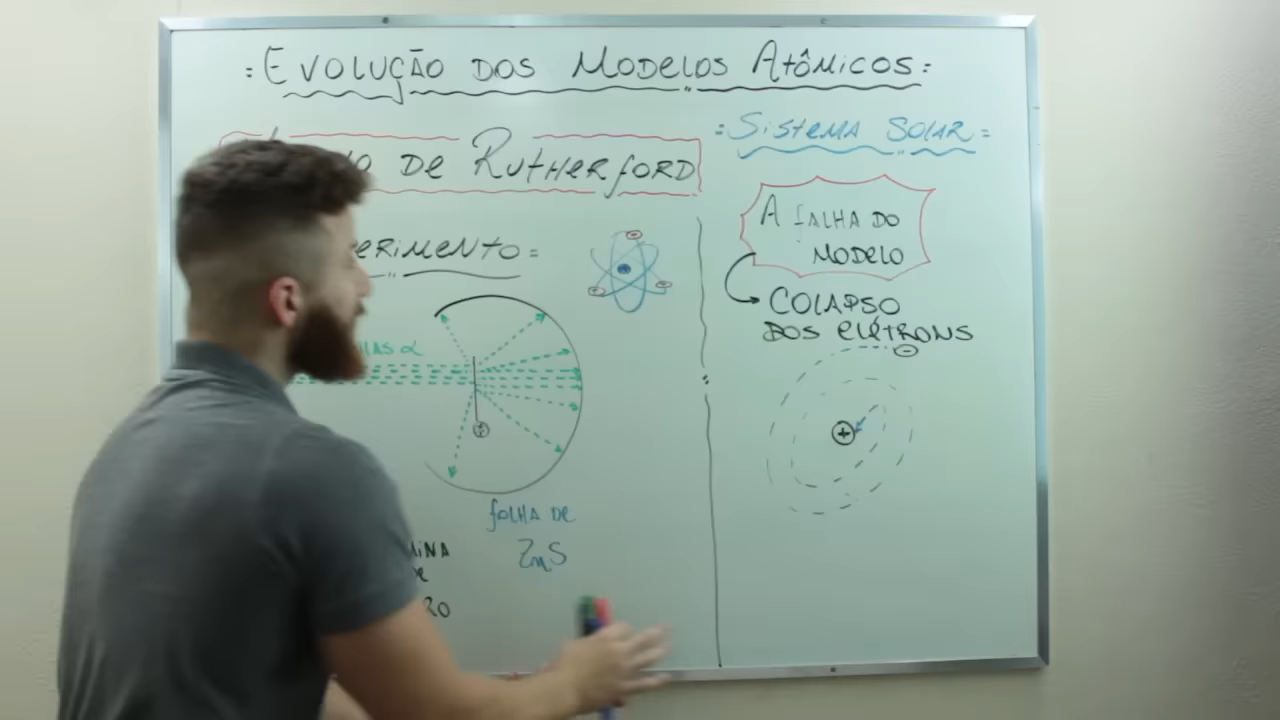 =Evolução dos Modelos Atômicos=
de Rutherford
=Sistema Solar=
A falha do
modelo
Colapso
dos elétrons
=
α
folha de
ZnS